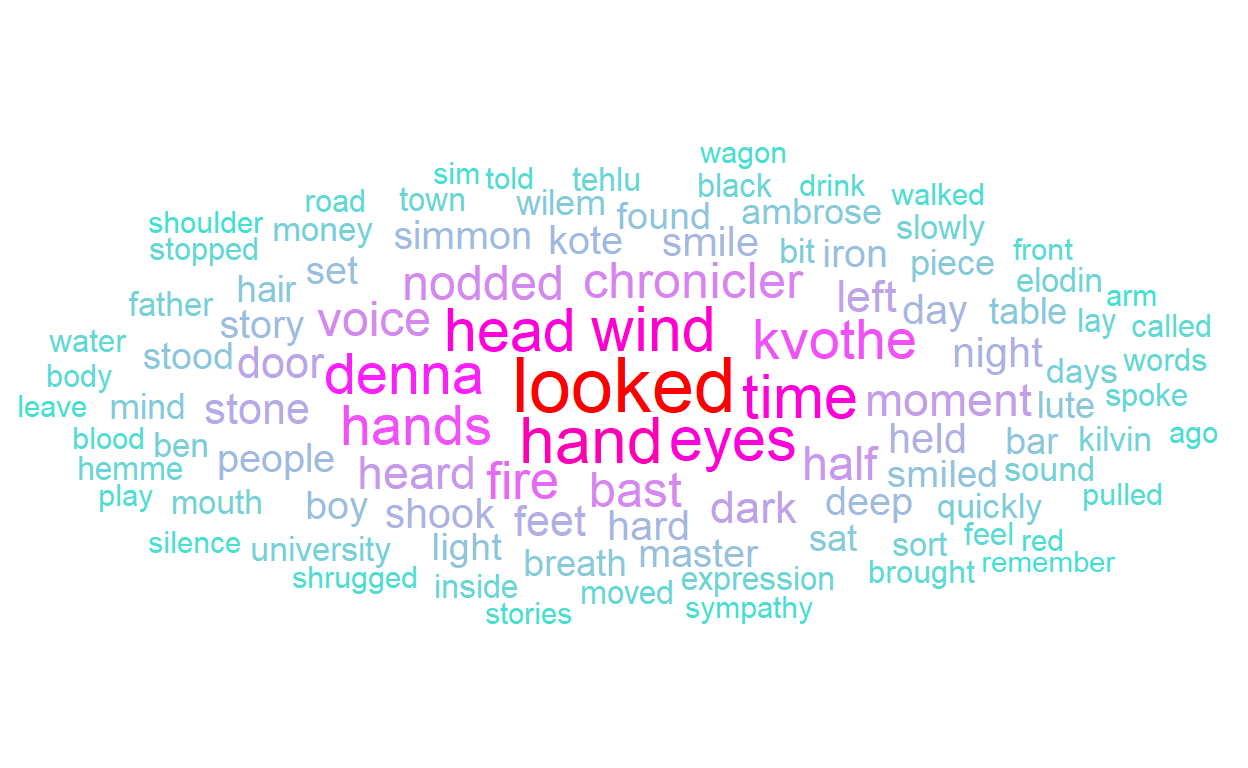 wagon
sim told tehlu black drink walked
road town wilem found ambrose slowly
shoulder money simmon kote smile bit iron front
stopped set nodded chronicler left piece elodin
father hair story voice head wind kvothe day table lay arm called
water stood door denna looked time moment night days words
body mind stone hands hand eyes held lute spoke
leave blood ben people heard fire bast half smiled bar kilvin ago
hemme mouth boy shook feet hard dark deep sound pulled
play university light breath master sat quickly feel red
silence shrugged inside moved expression sort brought remember
stories sympathy